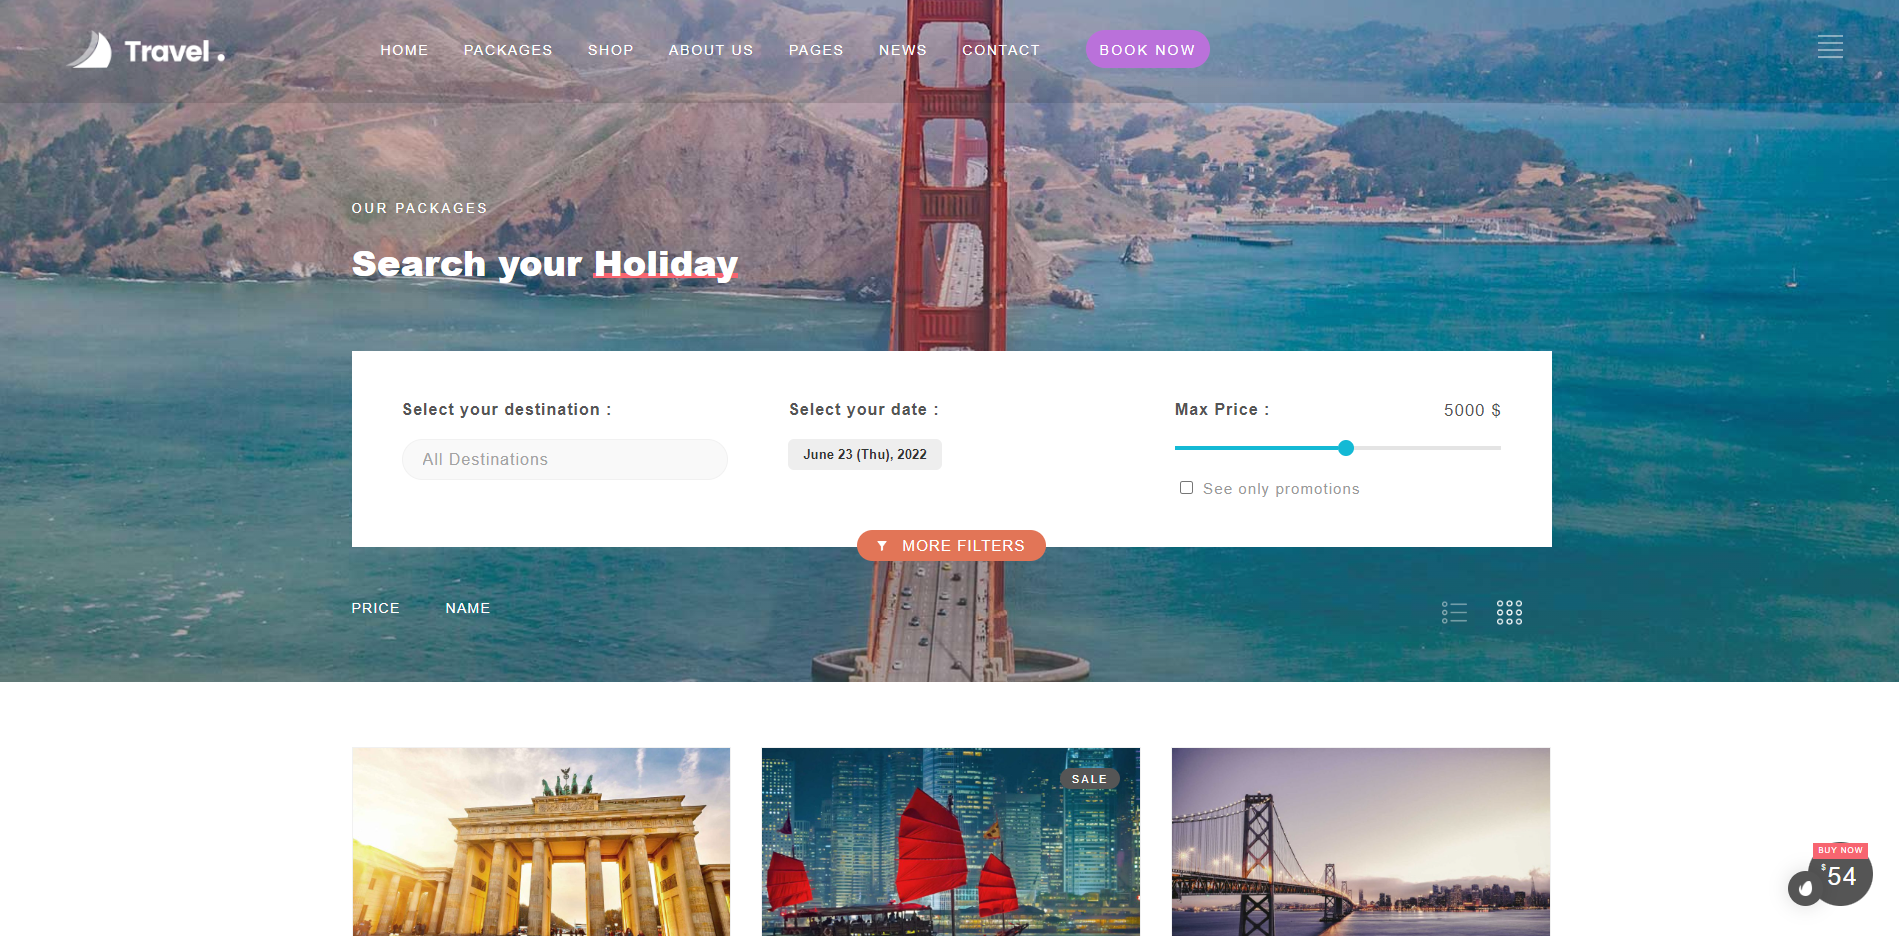 Travel .
HOME PACKAGES SHOP ABOUT US PAGES NEWS CONTACT BOOK NOW
OUR PACKAGES
Search your Holiday
Select your destination : Select your date : Max Price : 5000 $
All Destinations June 23 (Thu), 2022
See only promotions
MORE FILTERS
PRICE NAME
SALE
BUY NOW
$54